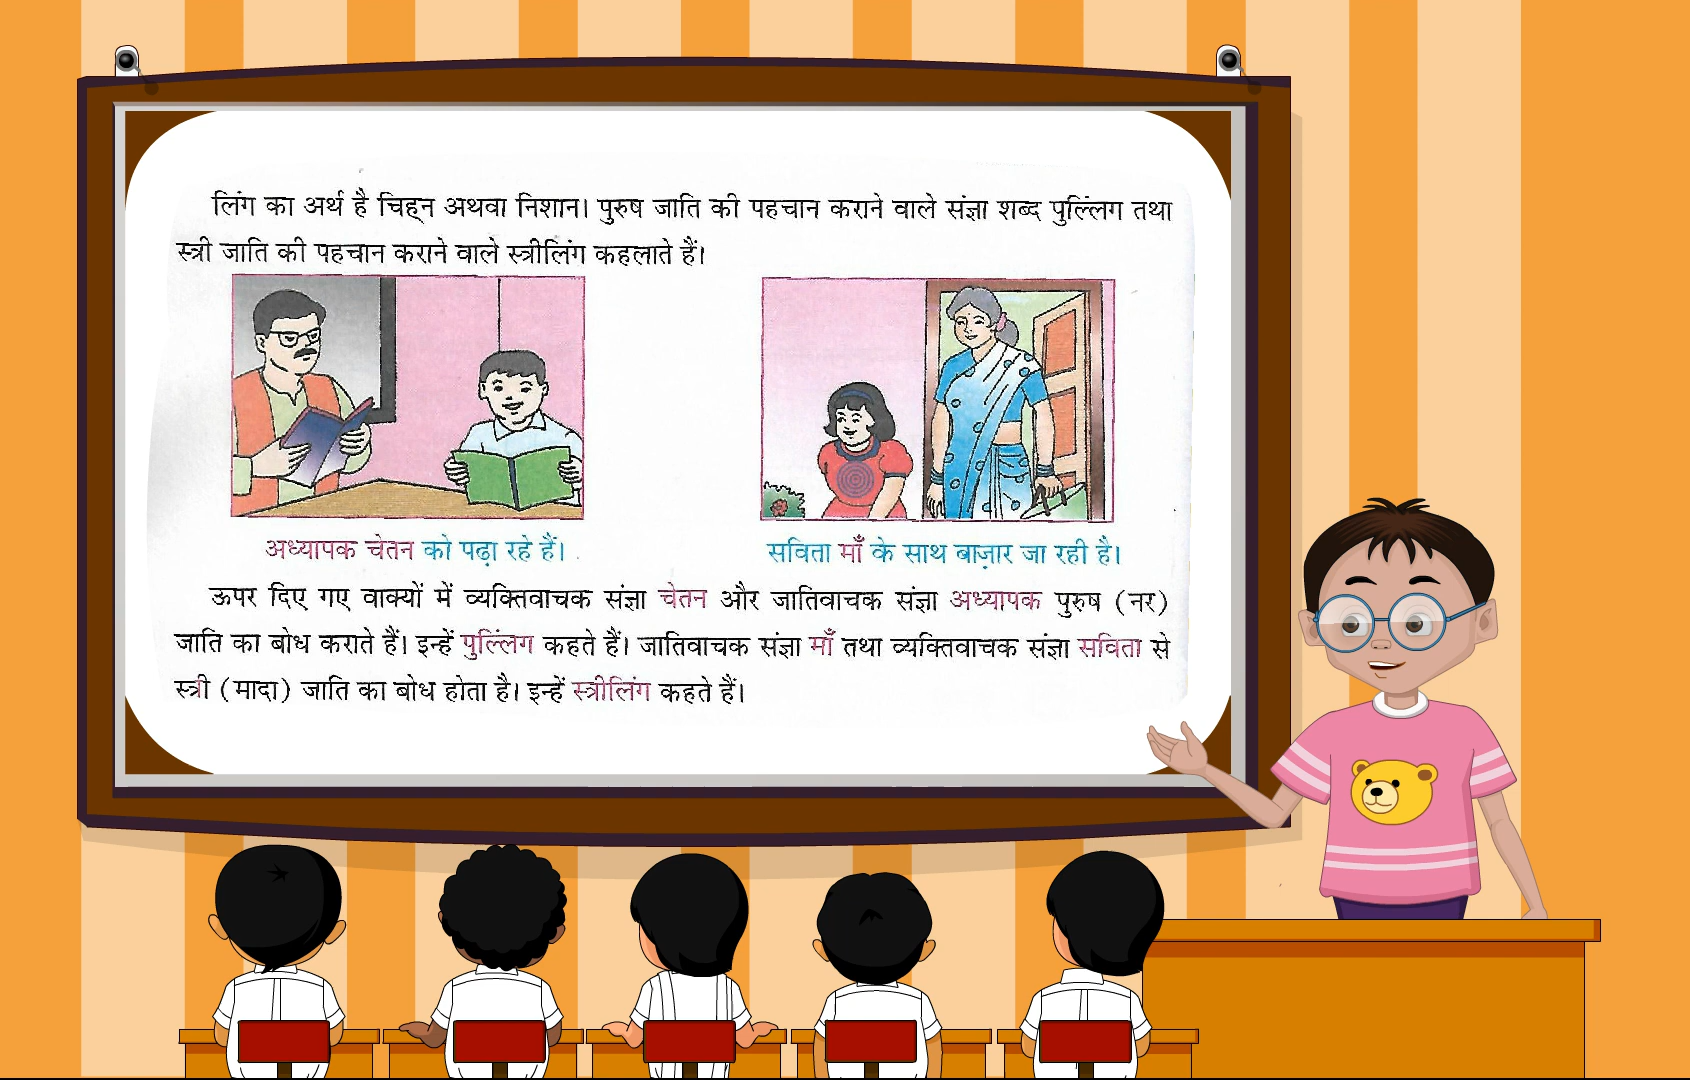 लिंग का अर्थ है चिह्न अथवा निशान। पुरुष जाति की पहचान कराने वाले संज्ञा शब्द पुल्लिंग तथा
स्त्री जाति की पहचान कराने वाले स्त्रीलिंग कहलाते हैं।
अध्यापक चेतन को पढ़ा रहे हैं।
सविता माँ के साथ बाज़ार जा रही है।
ऊपर दिए गए वाक्यों में व्यक्तिवाचक संज्ञा चेतन और जातिवाचक संज्ञा अध्यापक पुरुष (नर)
जाति का बोध कराते हैं। इन्हें पुल्लिंग कहते हैं। जातिवाचक संज्ञा माँ तथा व्यक्तिवाचक संज्ञा सविता से
स्त्री (मादा) जाति का बोध होता है। इन्हें स्त्रीलिंग कहते हैं।